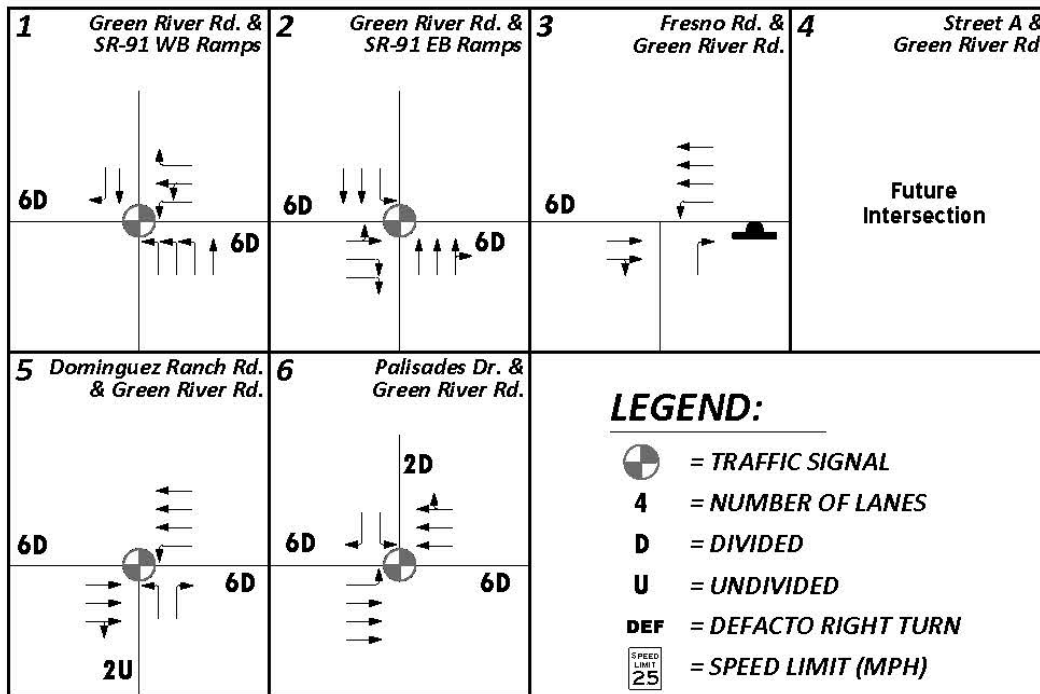 1 Green River Rd. &
SR-91 WB Ramps
6D
6D
2 Green River Rd. &
SR-91 EB Ramps
6D
6D
3 Fresno Rd. &
Green River Rd.
6D
4 Street A &
Green River Rd
Future
Intersection
5 Dominguez Ranch Rd.
& Green River Rd.
6D
6D
2U
6 Palisades Dr. &
Green River Rd.
2D
6D
6D
LEGEND:
= TRAFFIC SIGNAL
4 = NUMBER OF LANES
D = DIVIDED
U = UNDIVIDED
DEF = DEFACTO RIGHT TURN
SPEED
LIMIT
25
= SPEED LIMIT (MPH)